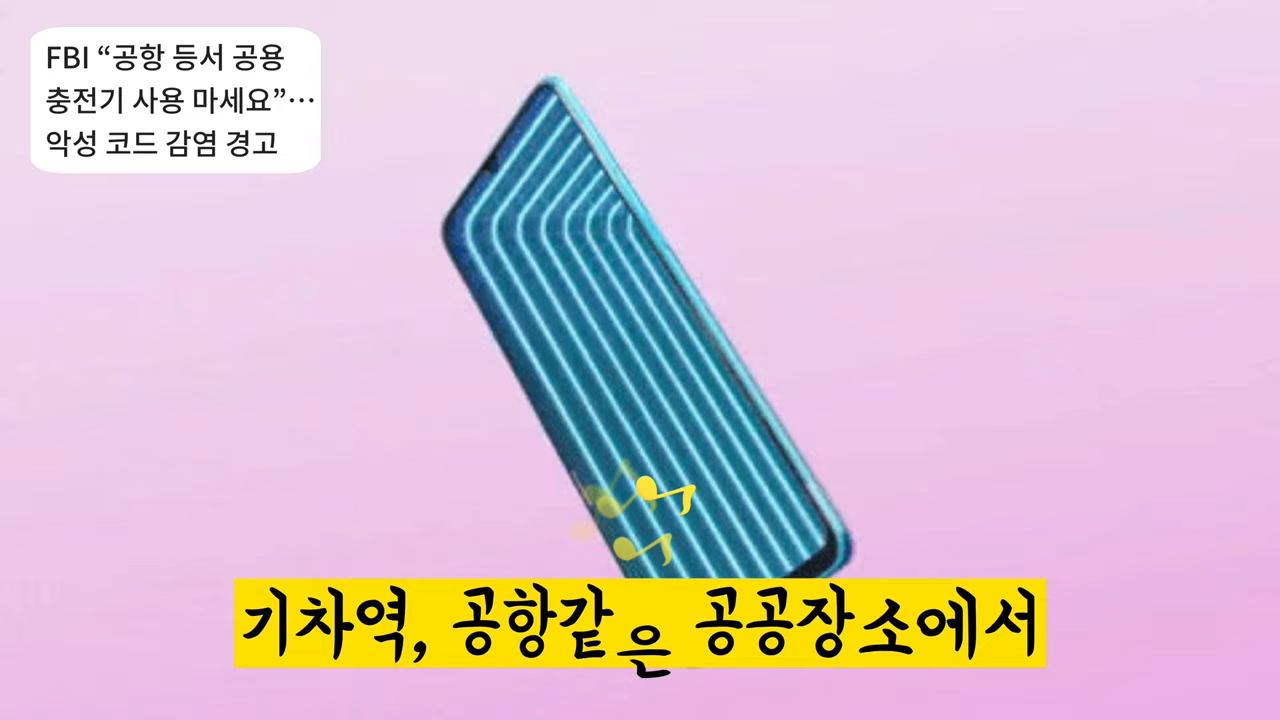 FBI “공항 등서 공용
충전기 사용 마세요”…
악성 코드 감염 경고
기차역, 공항같은 공공장소에서